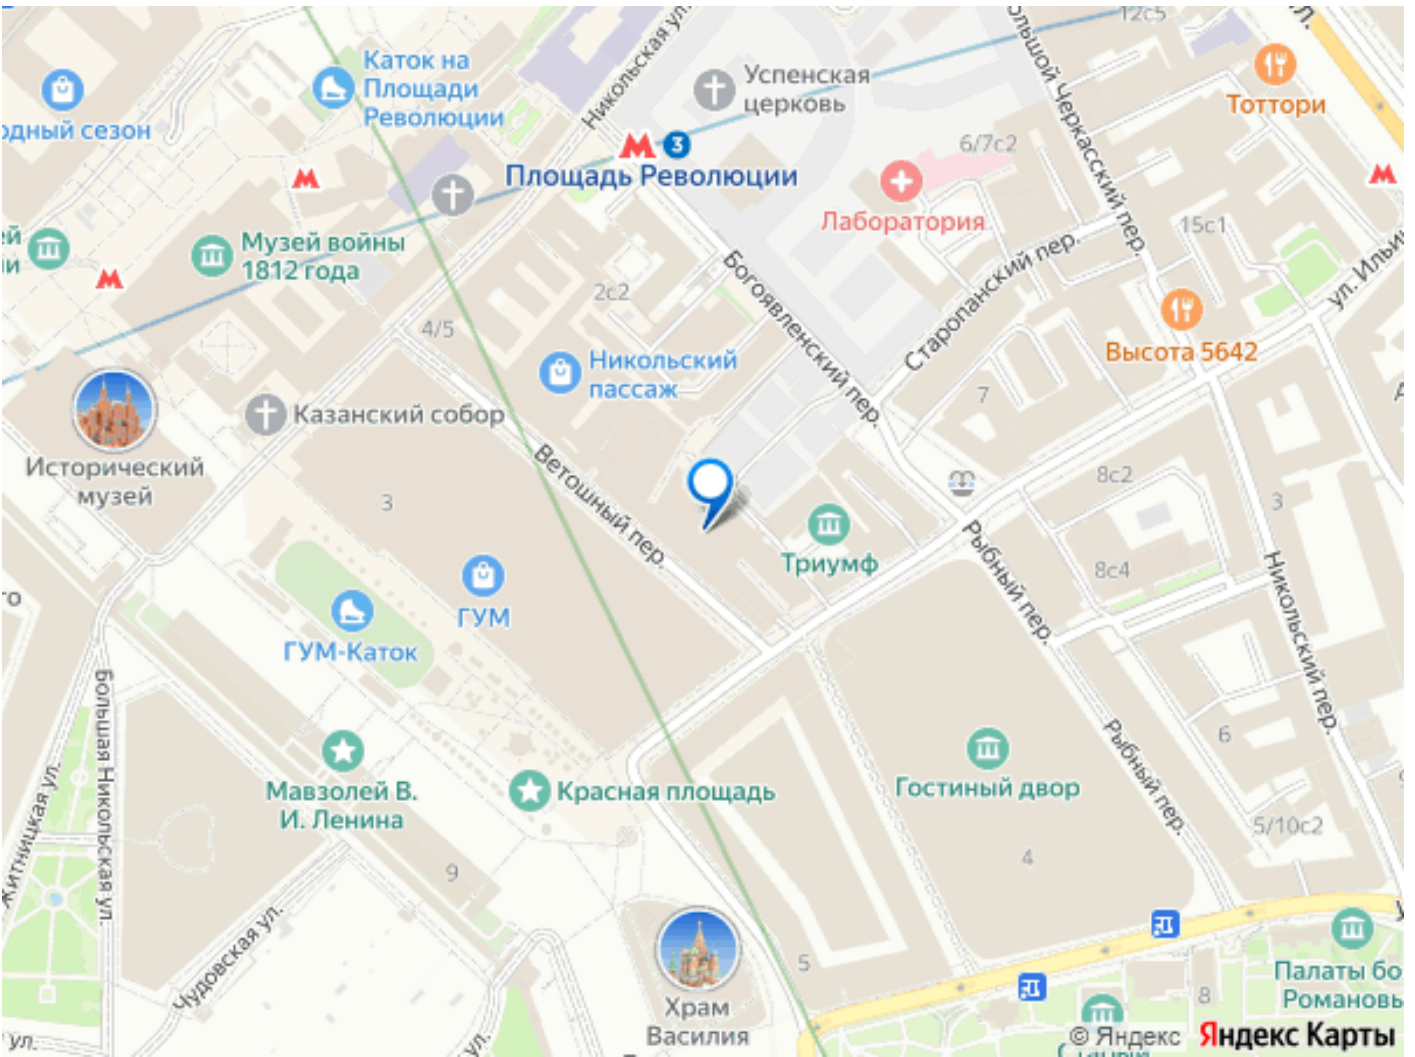 12с5
Каток на
Площади
Революции
Никольская ул.
Успенская
церковь
Большой Черкасский пер.
Тоттори
одный сезон
3
Площадь Революции
6/7с2
Лаборатория
Музей войны
1812 года
15с1
Старопанский пер.
ул. Ильин
Богоявленский пер.
2с2
4/5
Никольский
пассаж
Высота 5642
7
Казанский собор
Исторический
музей
Ветошный пер.
3
8с2
3
Триумф
8с4
Рыбный пер.
Никольский пер.
ГУМ
ГУМ-Каток
Большая Никольская ул.
Житницкая ул.
Мавзолей В.
И. Ленина
Красная площадь
Гостиный двор
Рыбный пер.
6
5/10с2
4
9
Чудовская ул.
5
Храм
Василия
Палаты бо
Романовы
8
ул.
© Яндекс
Яндекс Карты